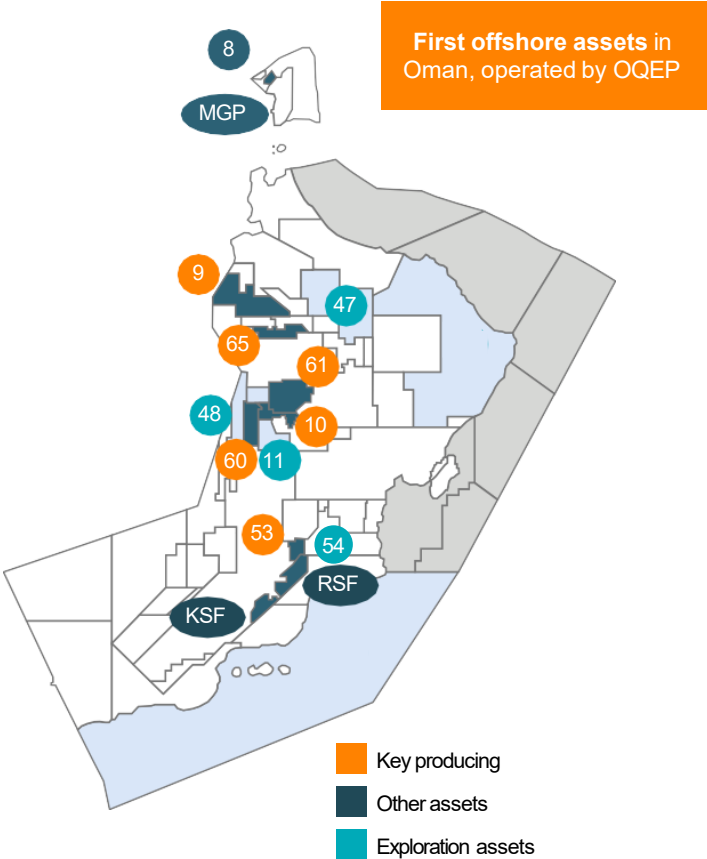 8
First offshore assets in
Oman, operated by OQEP
MGP
9
47
65
61
48
10
60
11
53
54
RSF
KSF
Key producing
Other assets
Exploration assets